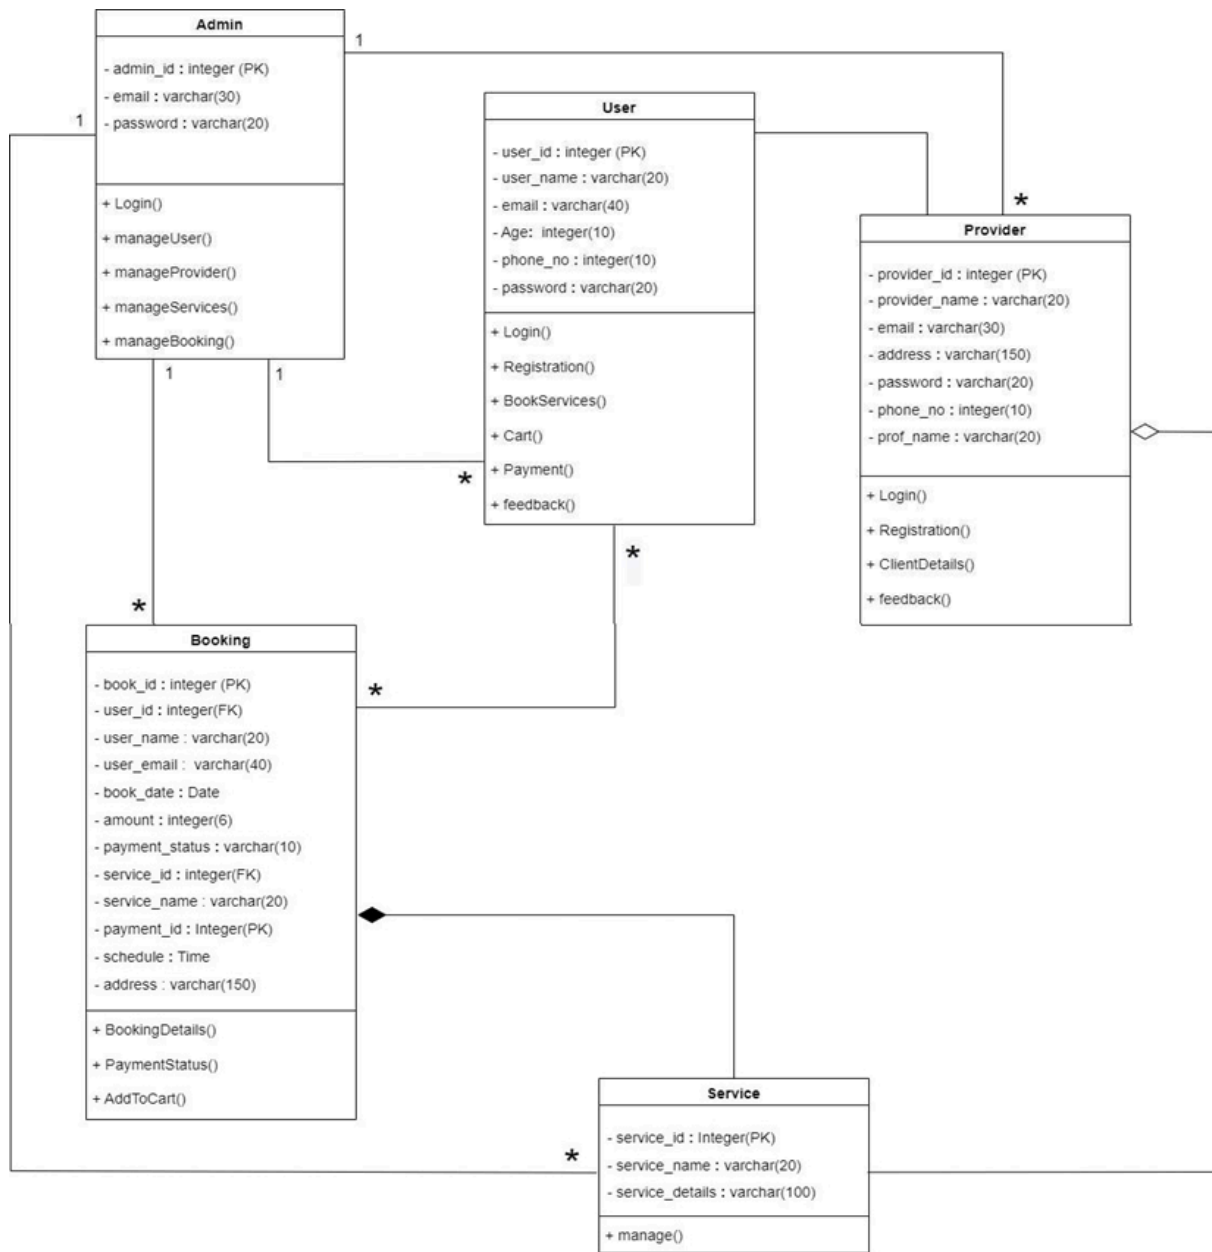 Admin
- admin_id : integer (PK)
- email : varchar(30)
- password : varchar(20)
+ Login()
+ manageUser()
+ manageProvider()
+ manageServices()
+ manageBooking()
1
1
1
1
*
*
*
*
User
- user_id : integer (PK)
- user_name : varchar(20)
- email : varchar(40)
- Age: integer(10)
- phone_no : integer(10)
- password : varchar(20)
+ Login()
+ Registration()
+ BookServices()
+ Cart()
+ Payment()
+ feedback()
*
*
Provider
- provider_id : integer (PK)
- provider_name : varchar(20)
- email : varchar(30)
- address : varchar(150)
- password : varchar(20)
- phone_no : integer(10)
- prof_name : varchar(20)
+ Login()
+ Registration()
+ ClientDetails()
+ feedback()
Booking
- book_id : integer (PK)
- user_id : integer(FK)
- user_name : varchar(20)
- user_email : varchar(40)
- book_date : Date
- amount : integer(6)
- payment_status : varchar(10)
- service_id : integer(FK)
- service_name : varchar(20)
- payment_id : Integer(PK)
- schedule : Time
- address : varchar(150)
+ BookingDetails()
+ PaymentStatus()
+ AddToCart()
Service
- service_id : Integer(PK)
- service_name : varchar(20)
- service_details : varchar(100)
+ manage()